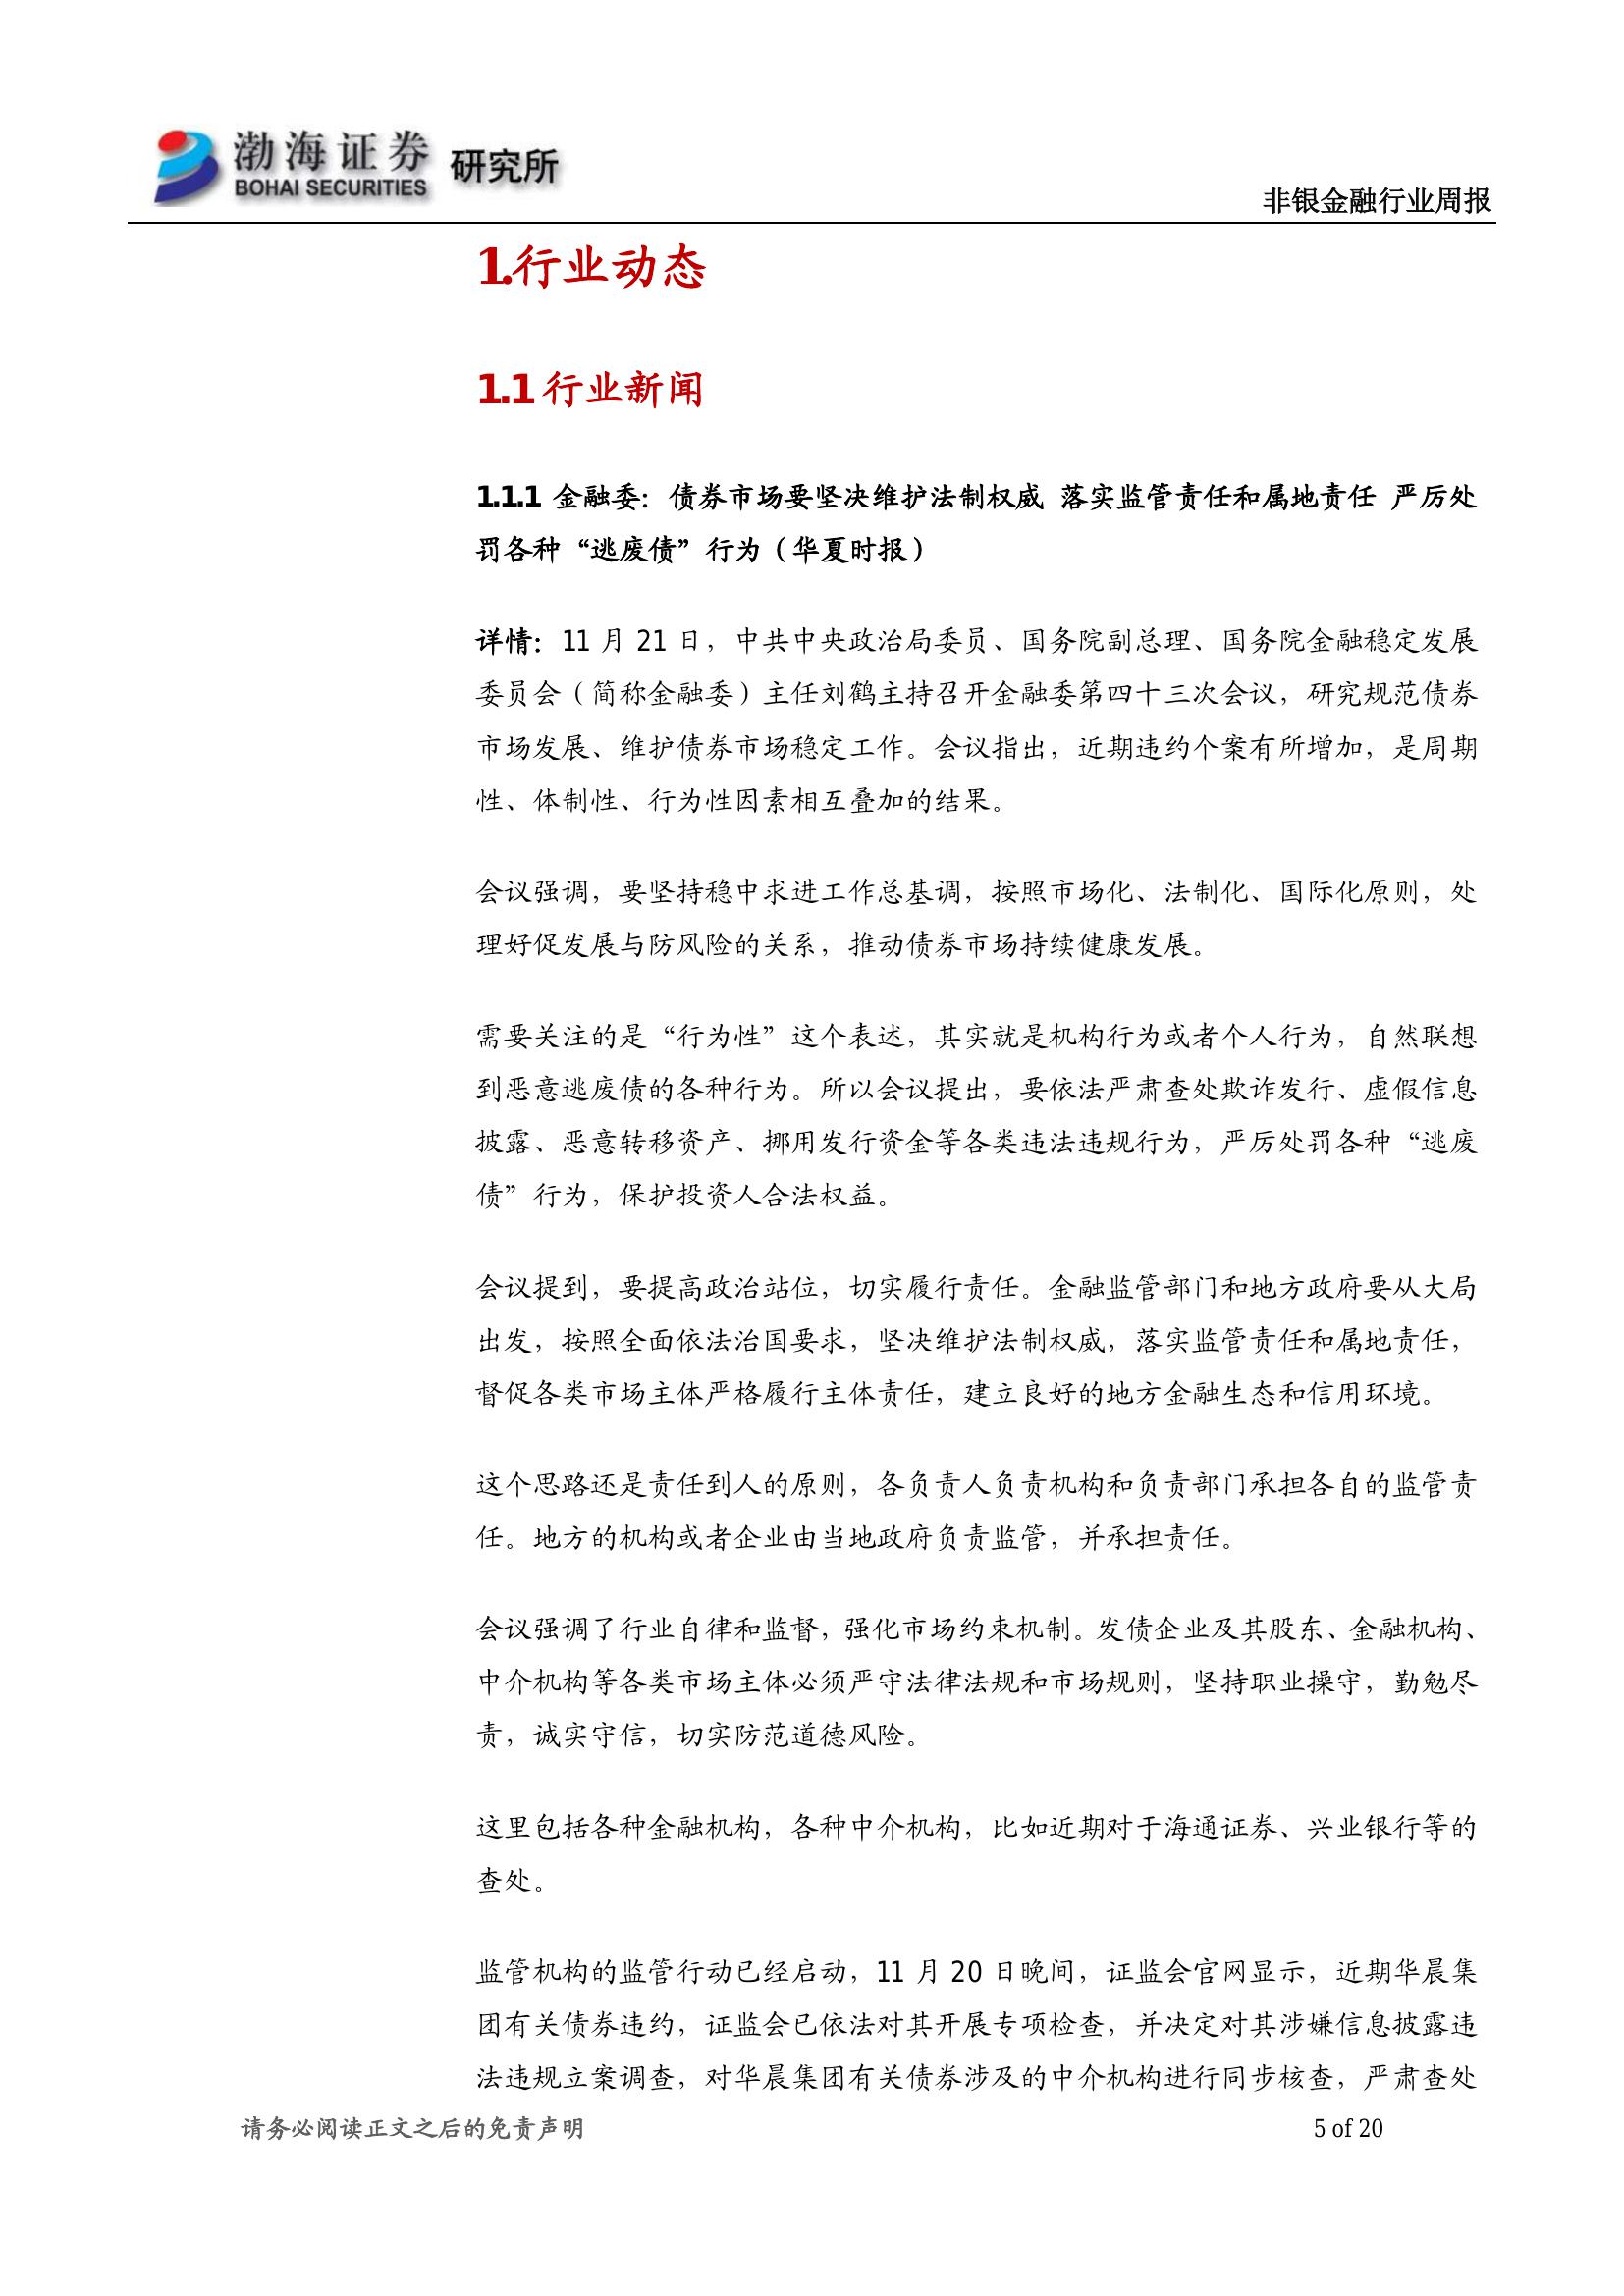 渤海证券 研究所
BOHAI SECURITIES
非银金融行业周报
1.行业动态
1.1 行业新闻
1.1.1 金融委：债券市场要坚决维护法制权威 落实监管责任和属地责任 严厉处
罚各种“逃废债”行为（华夏时报）
详情：11 月 21 日，中共中央政治局委员、国务院副总理、国务院金融稳定发展
委员会（简称金融委）主任刘鹤主持召开金融委第四十三次会议，研究规范债券
市场发展、维护债券市场稳定工作。会议指出，近期违约个案有所增加，是周期
性、体制性、行为性因素相互叠加的结果。
会议强调，要坚持稳中求进工作总基调，按照市场化、法制化、国际化原则，处
理好促发展与防风险的关系，推动债券市场持续健康发展。
需要关注的是“行为性”这个表述，其实就是机构行为或者个人行为，自然联想
到恶意逃废债的各种行为。所以会议提出，要依法严肃查处欺诈发行、虚假信息
披露、恶意转移资产、挪用发行资金等各类违法违规行为，严厉处罚各种“逃废
债”行为，保护投资人合法权益。
会议提到，要提高政治站位，切实履行责任。金融监管部门和地方政府要从大局
出发，按照全面依法治国要求，坚决维护法制权威，落实监管责任和属地责任，
督促各类市场主体严格履行主体责任，建立良好的地方金融生态和信用环境。
这个思路还是责任到人的原则，各负责人负责机构和负责部门承担各自的监管责
任。地方的机构或者企业由当地政府负责监管，并承担责任。
会议强调了行业自律和监督，强化市场约束机制。发债企业及其股东、金融机构、
中介机构等各类市场主体必须严守法律法规和市场规则，坚持职业操守，勤勉尽
责，诚实守信，切实防范道德风险。
这里包括各种金融机构，各种中介机构，比如近期对于海通证券、兴业银行等的
查处。
监管机构的监管行动已经启动，11 月 20 日晚间，证监会官网显示，近期华晨集
团有关债券违约，证监会已依法对其开展专项检查，并决定对其涉嫌信息披露违
法违规立案调查，对华晨集团有关债券涉及的中介机构进行同步核查，严肃查处
请务必阅读正文之后的免责声明
5 of 20